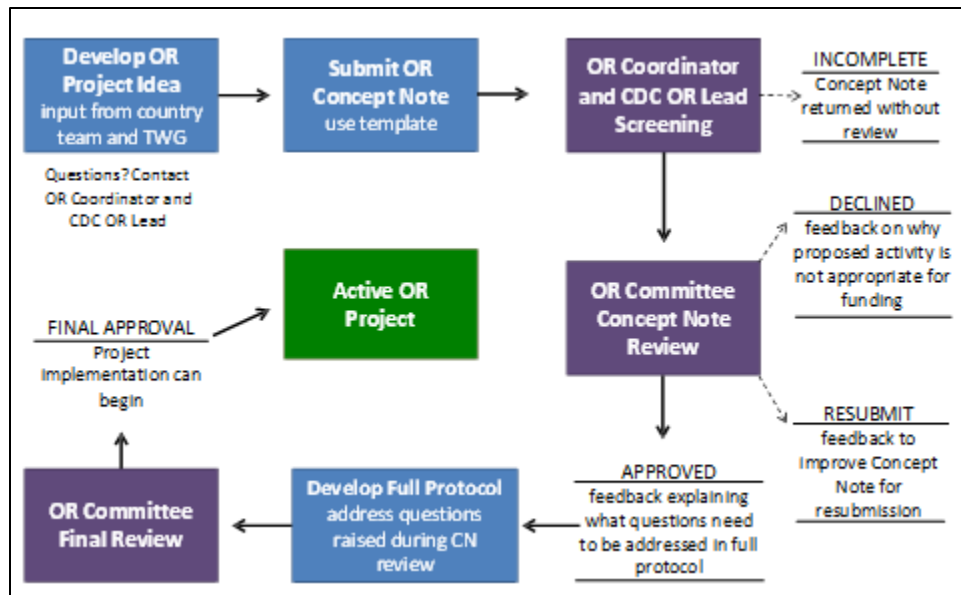 Develop OR
Project Idea
input from country
team and TWG
Submit OR
Concept Note
use template
OR Coordinator
and CDC OR Lead
Screening
INCOMPLETE
Concept Note
returned without
review
Questions? Contact
OR Coordinator and
CDC OR Lead
DECLINED
feedback on why
proposed activity is
not appropriate for
funding
Active OR
Project
OR Committee
Concept Note
Review
FINAL APPROVAL
Project
implementation can
begin
RESUBMIT
feedback to
improve Concept
Note for
resubmission
APPROVED
feedback explaining
what questions need
to be addressed in full
protocol
Develop Full Protocol
address questions
raised during CN
review
OR Committee
Final Review